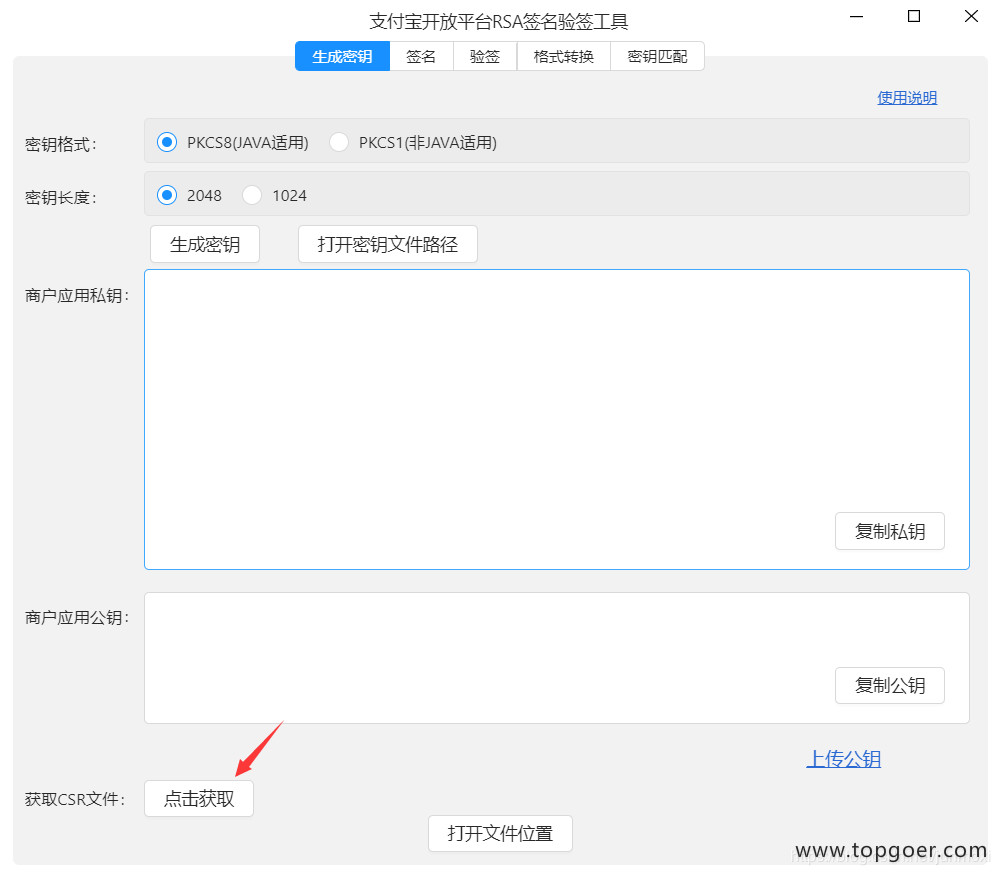 支付宝开放平台RSA签名验签工具
生成密钥 签名 验签 格式转换 密钥匹配
使用说明
密钥格式： PKCS8(JAVA适用) PKCS1(非JAVA适用)
密钥长度： 2048 1024
生成密钥 打开密钥文件路径
商户应用私钥：
复制私钥
商户应用公钥：
复制公钥
上传公钥
获取CSR文件： 点击获取
打开文件位置
www.topgoer.com